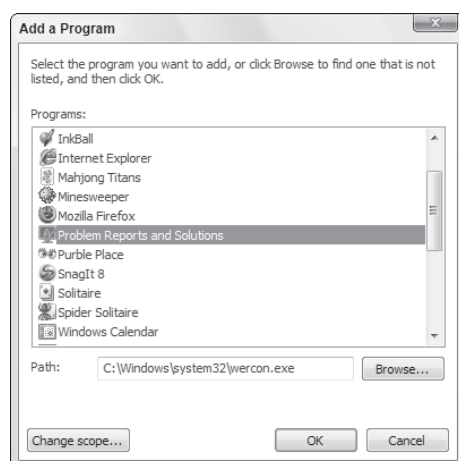 Add a Program
Select the program you want to add, or click Browse to find one that is not
listed, and then click OK.
Programs:
InkBall
Internet Explorer
Mahjong Titans
Minesweeper
Mozilla Firefox
Problem Reports and Solutions
Purble Place
SnagIt 8
Solitaire
Spider Solitaire
Windows Calendar
Path: C:\Windows\system32\wercon.exe Browse...
Change scope... OK Cancel